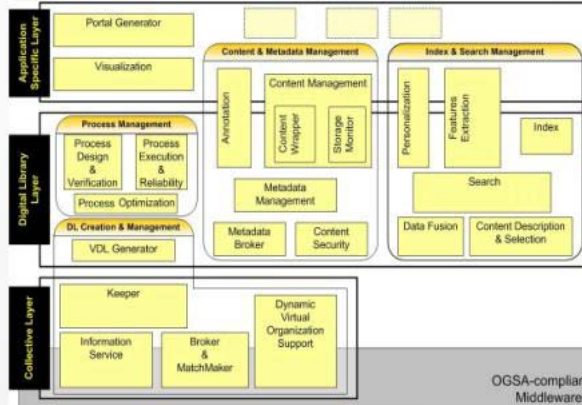 Application
Specific Layer
Portal Generator
Visualization
Content & Metadata Management
Annotation
Content Management
Content
Wrapper
Storage
Monitor
Metadata
Management
Metadata
Broker
Content
Security
Index & Search Management
Personalization
Features
Extraction
Index
Search
Data Fusion
Content Description
& Selection
Digital Library
Layer
Process Management
Process
Design
&
Verification
Process
Execution
&
Reliability
Process Optimization
DL Creation & Management
VDL Generator
Collective Layer
Keeper
Information
Service
Broker
&
MatchMaker
Dynamic
Virtual
Organization
Support
OGSA-complian
Middleware